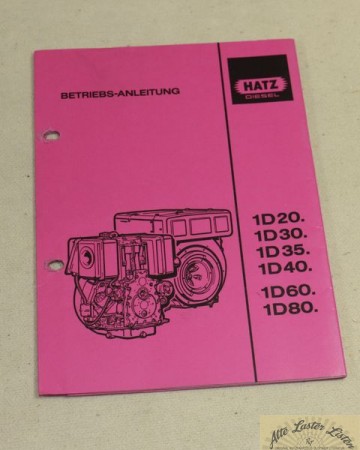 BETRIEBS-ANLEITUNG
HATZ
DIESEL
1D20.
1D30.
1D35.
1D40.
1D60.
1D80.
Alte Laster Listen